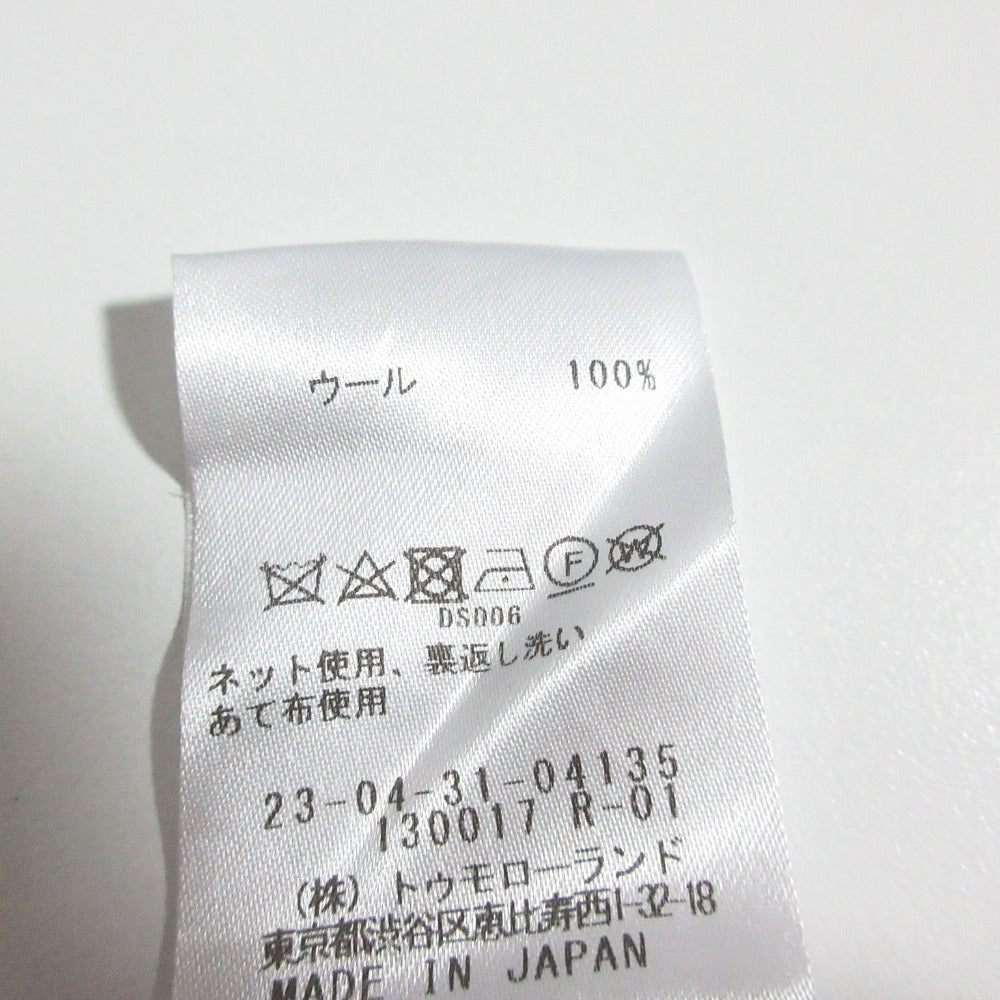 ウール 100%
F W
DS006
ネット使用、裏返し洗い
あて布使用
23-04-31-04135
130017 R-01
(株)トゥモローランド
東京都渋谷区恵比寿西1-32-18
MADE IN JAPAN